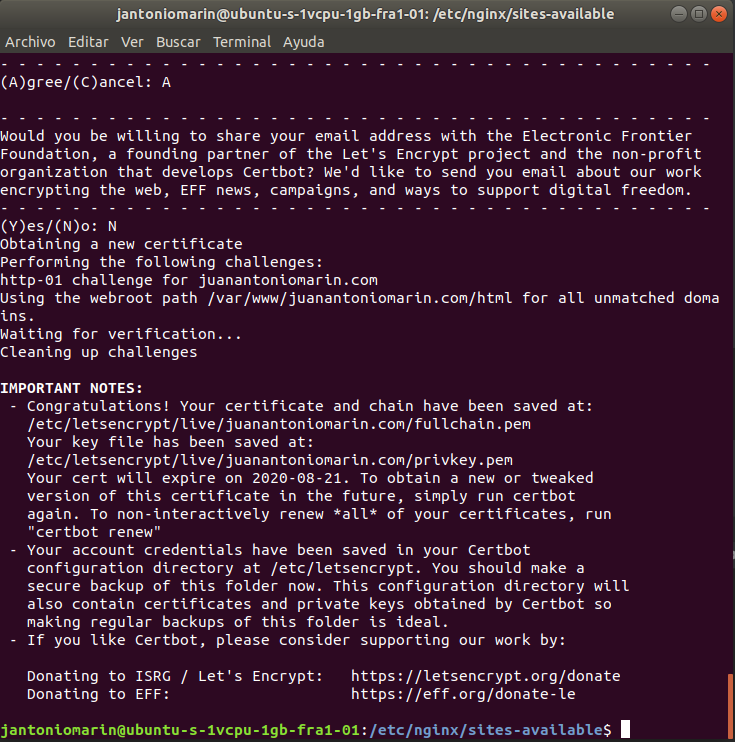 jantoniomarin@ubuntu-s-1vcpu-1gb-fra1-01: /etc/nginx/sites-available
Archivo Editar Ver Buscar Terminal Ayuda
- - - - - - - - - - - - - - - - - - - - - - - - - - - - - - - - - - - - - - - -
(A)gree/(C)ancel: A
- - - - - - - - - - - - - - - - - - - - - - - - - - - - - - - - - - - - - - - -
Would you be willing to share your email address with the Electronic Frontier
Foundation, a founding partner of the Let's Encrypt project and the non-profit
organization that develops Certbot? We'd like to send you email about our work
encrypting the web, EFF news, campaigns, and ways to support digital freedom.
- - - - - - - - - - - - - - - - - - - - - - - - - - - - - - - - - - - - - - - -
(Y)es/(N)o: N
Obtaining a new certificate
Performing the following challenges:
http-01 challenge for juanantoniomarin.com
Using the webroot path /var/www/juanantoniomarin.com/html for all unmatched doma
ins.
Waiting for verification...
Cleaning up challenges
IMPORTANT NOTES:
- Congratulations! Your certificate and chain have been saved at:
/etc/letsencrypt/live/juanantoniomarin.com/fullchain.pem
Your key file has been saved at:
/etc/letsencrypt/live/juanantoniomarin.com/privkey.pem
Your cert will expire on 2020-08-21. To obtain a new or tweaked
version of this certificate in the future, simply run certbot
again. To non-interactively renew *all* of your certificates, run
"certbot renew"
- Your account credentials have been saved in your Certbot
configuration directory at /etc/letsencrypt. You should make a
secure backup of this folder now. This configuration directory will
also contain certificates and private keys obtained by Certbot so
making regular backups of this folder is ideal.
- If you like Certbot, please consider supporting our work by:
Donating to ISRG / Let's Encrypt: https://letsencrypt.org/donate
Donating to EFF: https://eff.org/donate-le
jantoniomarin@ubuntu-s-1vcpu-1gb-fra1-01:/etc/nginx/sites-available$